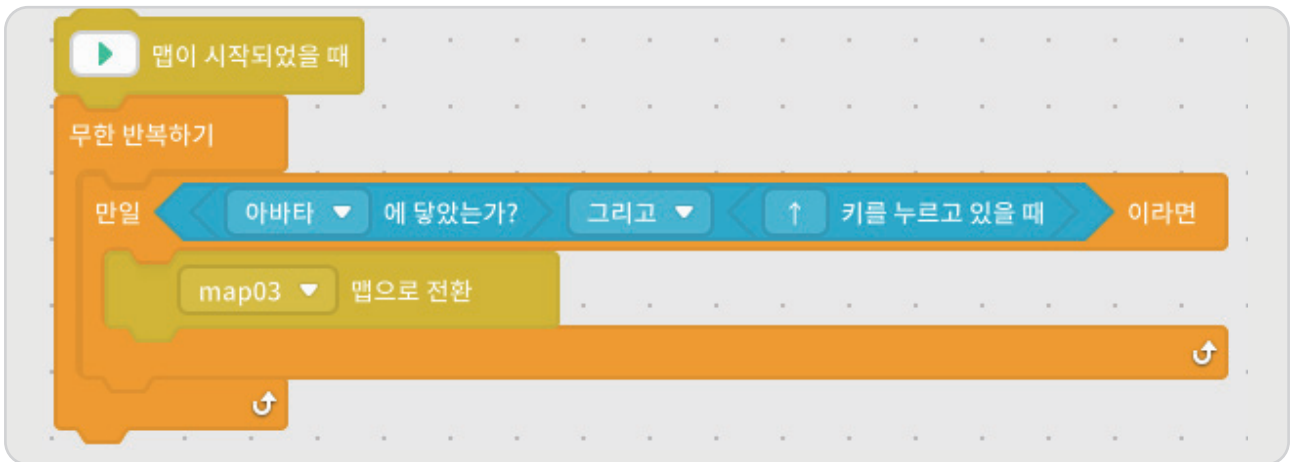 맵이 시작되었을 때
무한 반복하기
만일 아바타 에 닿았는가? 그리고 ↑ 키를 누르고 있을 때 이라면
map03 맵으로 전환